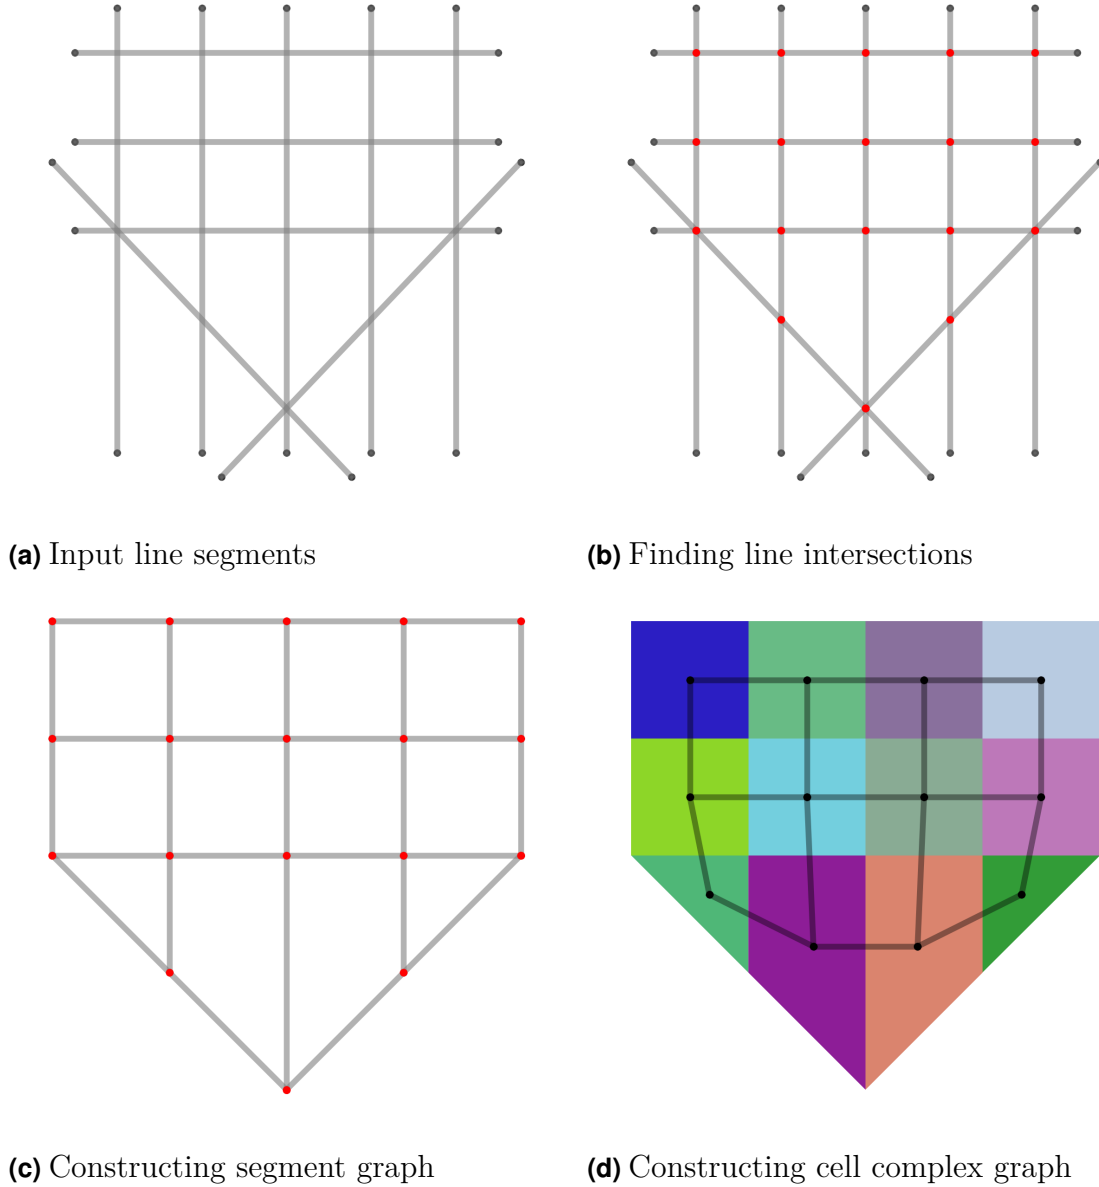 (a) Input line segments
(b) Finding line intersections
(c) Constructing segment graph
(d) Constructing cell complex graph